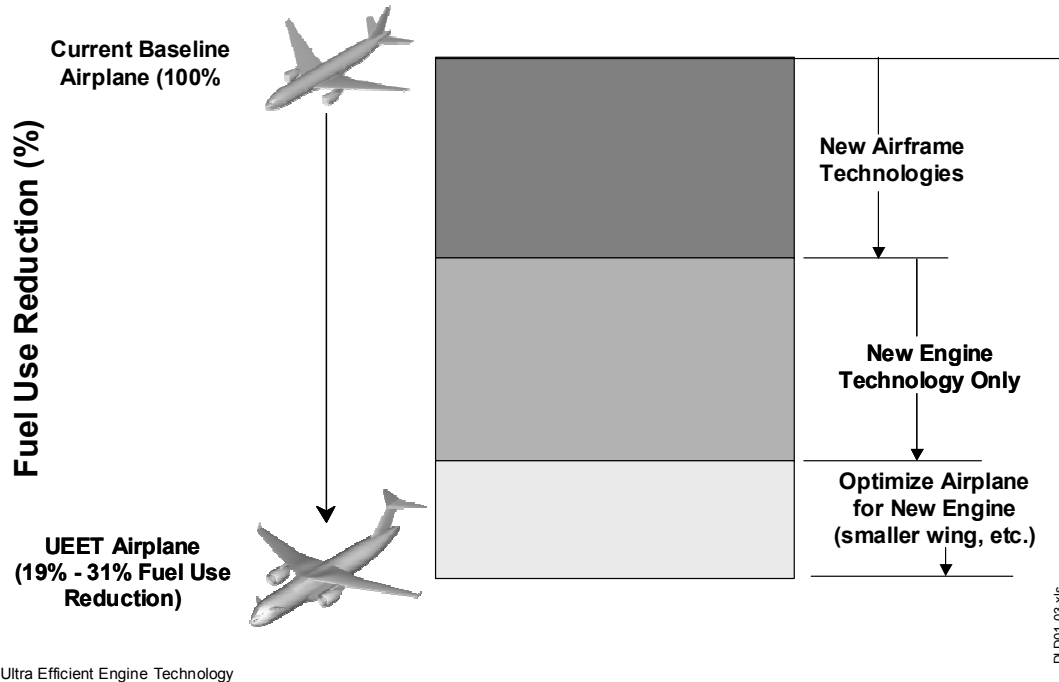 Current Baseline
Airplane (100%
Fuel Use Reduction (%)
New Airframe
Technologies
New Engine
Technology Only
Optimize Airplane
for New Engine
(smaller wing, etc.)
UEET Airplane
(19% - 31% Fuel Use
Reduction)
Ultra Efficient Engine Technology